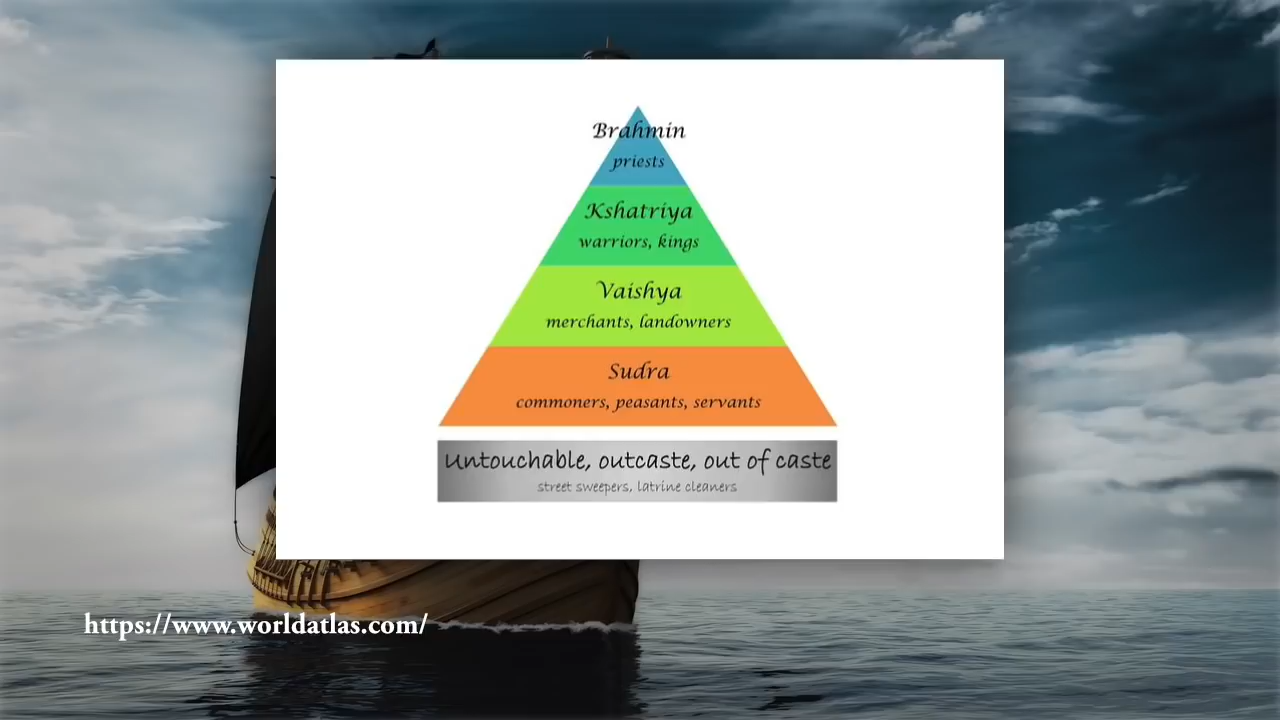 Brahmin
priests
Kshatriya
warriors, kings
Vaishya
merchants, landowners
Sudra
commoners, peasants, servants
Untouchable, outcaste, out of caste
street sweepers, latrine cleaners
https://www.worldatlas.com/